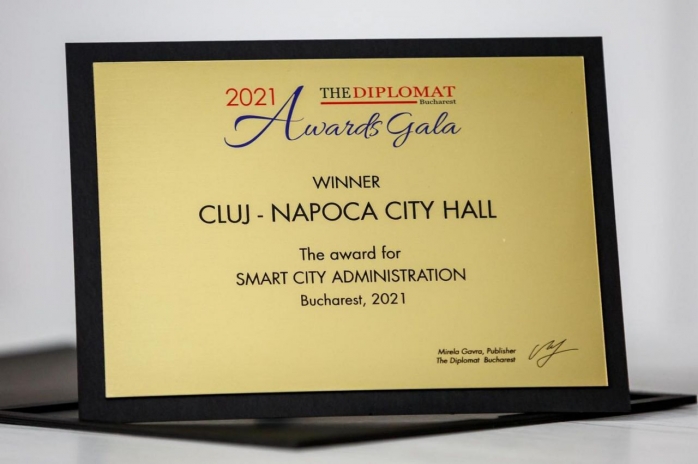 2021 THE DIPLOMAT
Bucharest
Awards Gala
WINNER
CLUJ - NAPOCA CITY HALL
The award for
SMART CITY ADMINISTRATION
Bucharest, 2021
Mirela Gavra, Publisher
The Diplomat Bucharest